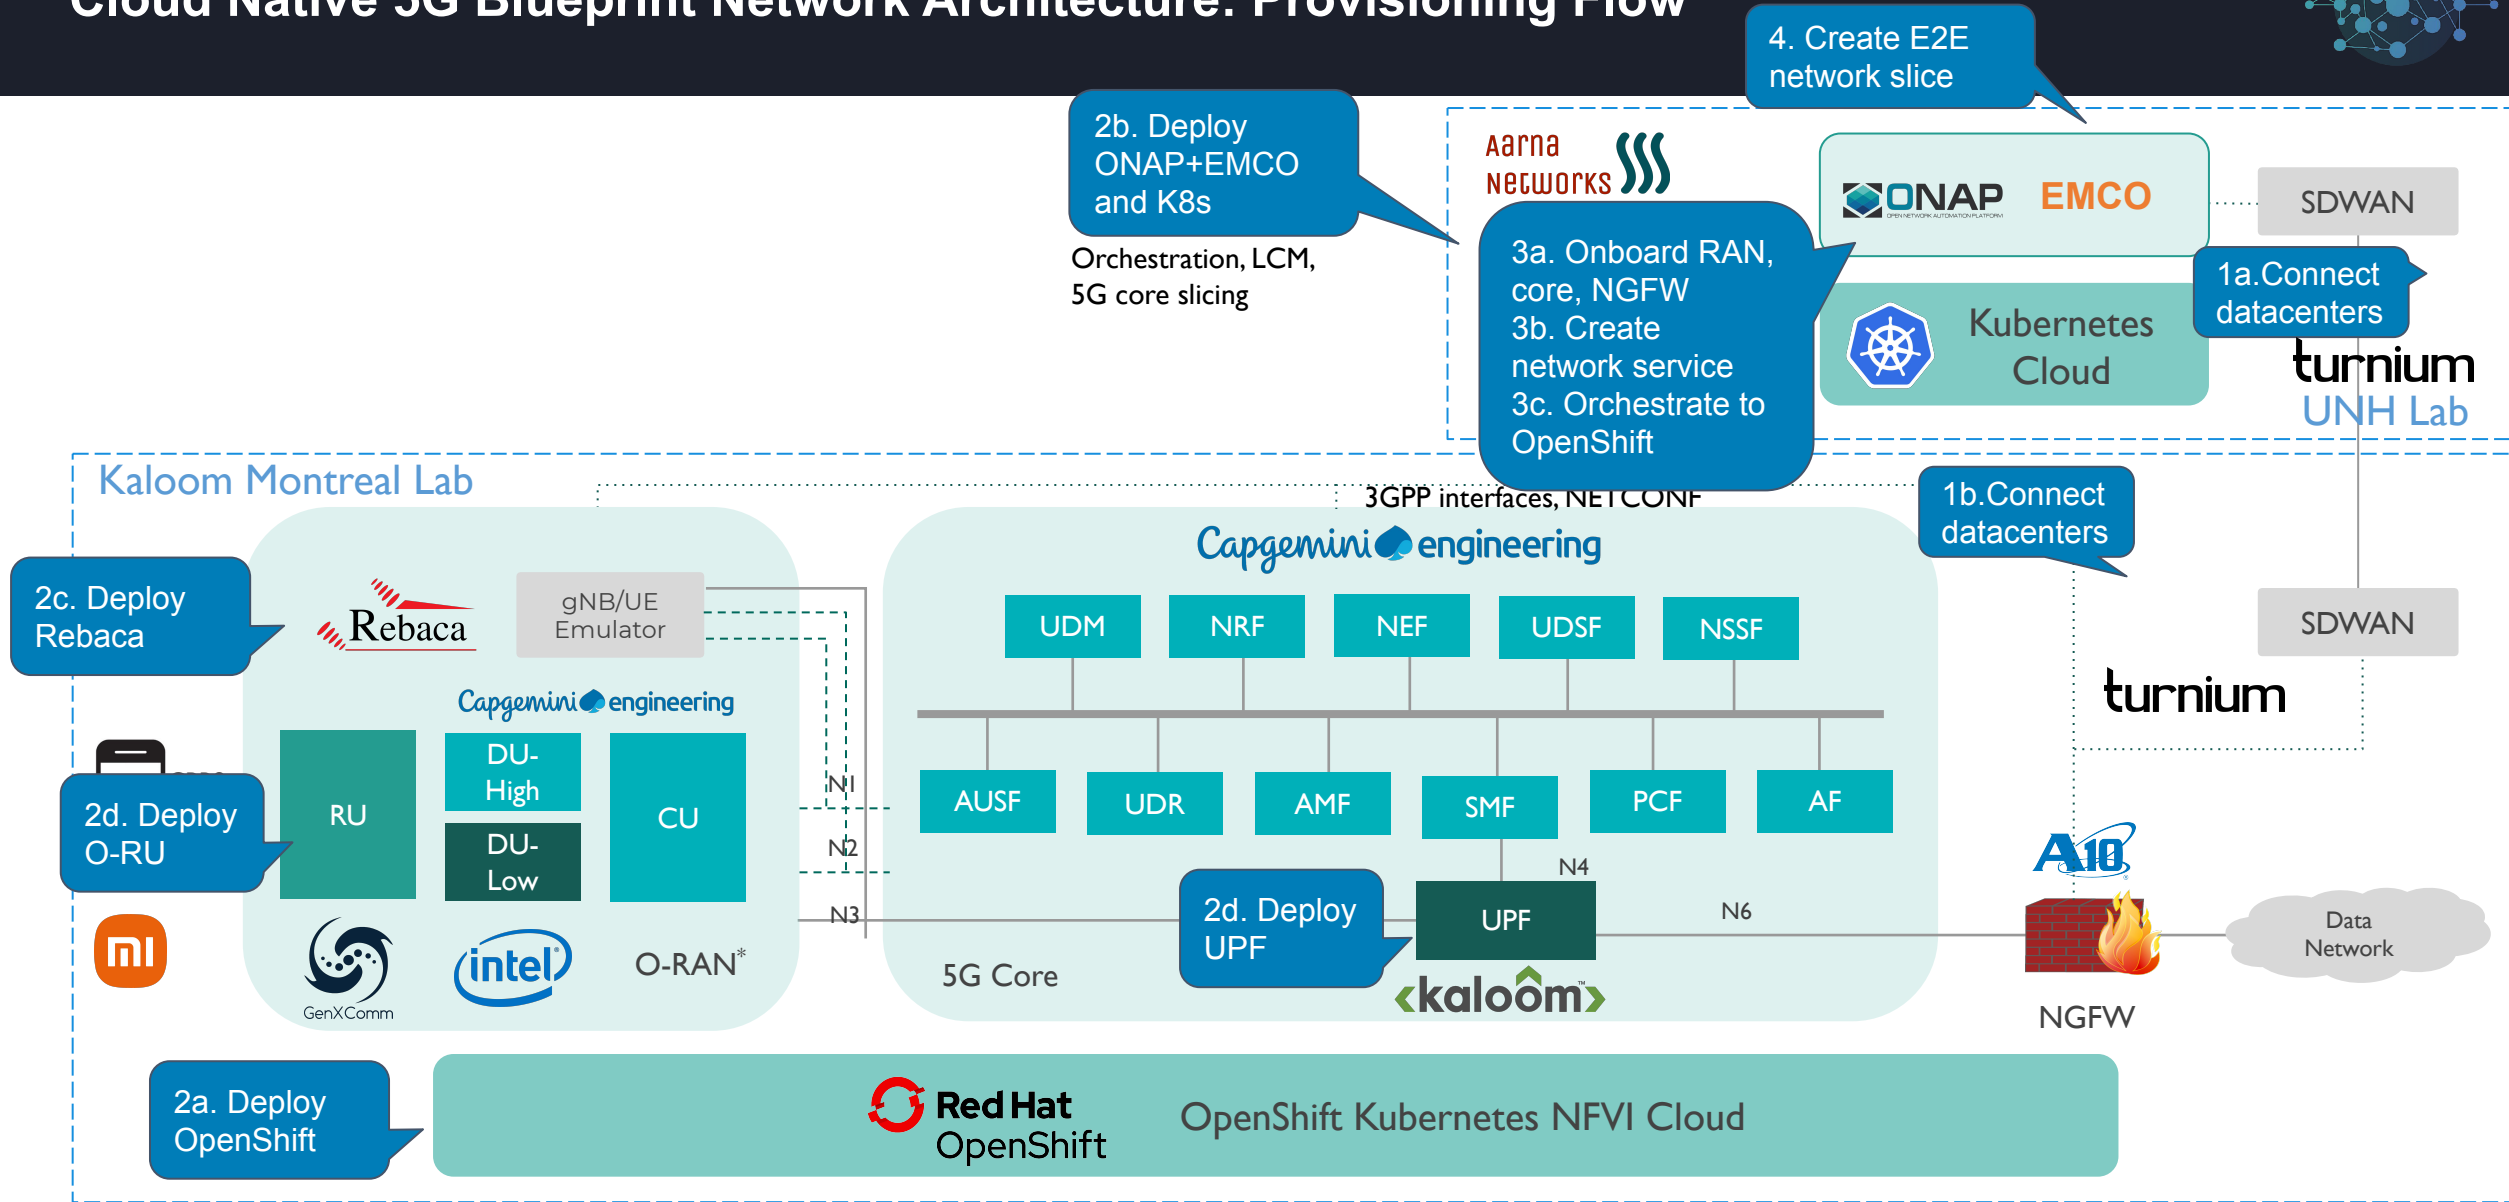 Cloud Native 5G Blueprint Network Architecture: Provisioning Flow
4. Create E2E
network slice
2b. Deploy
ONAP+EMCO
and K8s
Orchestration, LCM,
5G core slicing
Aarna
Networks
ONAP
OPEN NETWORK AUTOMATION PLATFORM
EMCO
SDWAN
3a. Onboard RAN,
core, NGFW
3b. Create
network service
3c. Orchestrate to
OpenShift
Kubernetes
Cloud
1a.Connect
datacenters
turnium
UNH Lab
Kaloom Montreal Lab
3GPP interfaces, NETCONF
1b.Connect
datacenters
Capgemini engineering
2c. Deploy
Rebaca
Rebaca
gNB/UE
Emulator
UDM
NRF
NEF
UDSF
NSSF
SDWAN
turnium
Capgemini engineering
RU
DU-
High
DU-
Low
CU
2d. Deploy
O-RU
N1
N2
N3
AUSF
UDR
AMF
SMF
PCF
AF
N4
2d. Deploy
UPF
UPF
N6
A10
Data
Network
mi
GenXComm
intel
O-RAN*
5G Core
kaloom™
NGFW
2a. Deploy
OpenShift
Red Hat
OpenShift
OpenShift Kubernetes NFVI Cloud